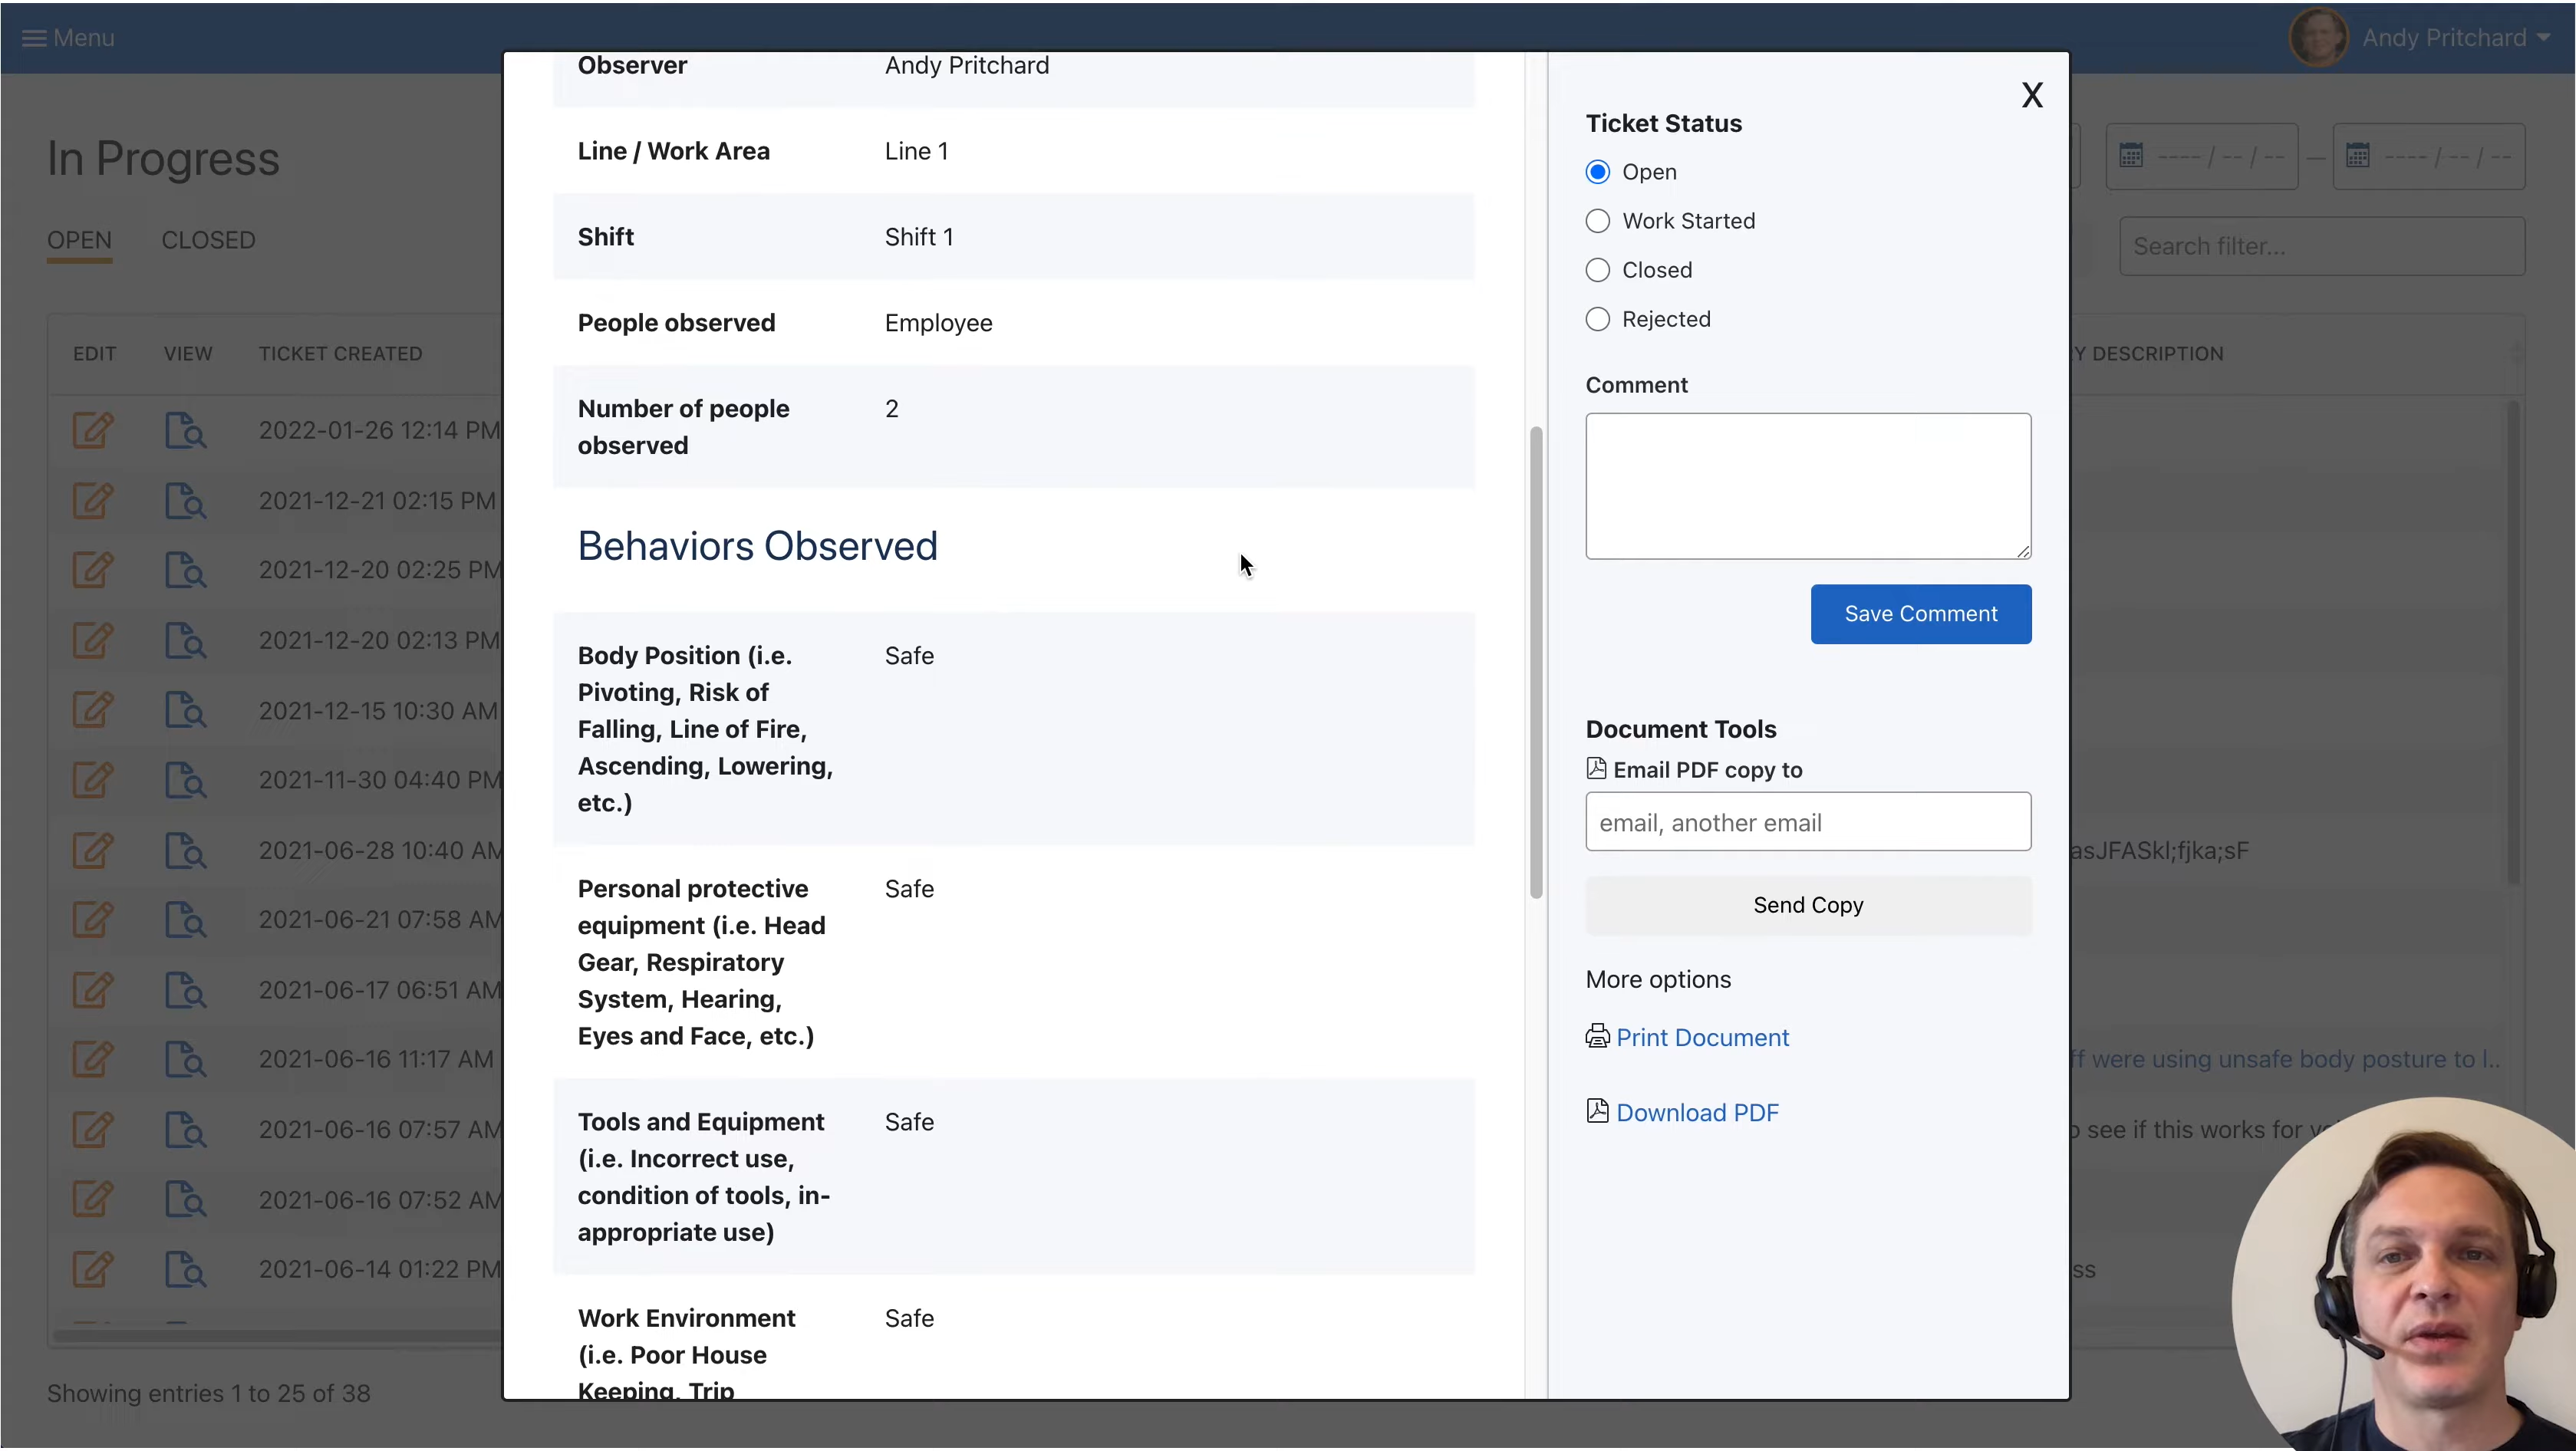 Menu
Andy Pritchard
In Progress
OPEN
CLOSED
---- / -- / --
—
---- / -- / --
Search filter...
EDIT
VIEW
TICKET CREATED
Y DESCRIPTION
2022-01-26 12:14 PM
2021-12-21 02:15 PM
2021-12-20 02:25 PM
2021-12-20 02:13 PM
2021-12-15 10:30 AM
2021-11-30 04:40 PM
2021-06-28 10:40 AM
asJFASkl;fjka;sF
2021-06-21 07:58 AM
2021-06-17 06:51 AM
2021-06-16 11:17 AM
ff were using unsafe body posture to l..
2021-06-16 07:57 AM
o see if this works for
2021-06-16 07:52 AM
2021-06-14 01:22 PM
ss
Showing entries 1 to 25 of 38
Observer
Andy Pritchard
Line / Work Area
Line 1
Shift
Shift 1
People observed
Employee
Number of people
observed
2
Behaviors Observed
Body Position (i.e.
Pivoting, Risk of
Falling, Line of Fire,
Ascending, Lowering,
etc.)
Safe
Personal protective
equipment (i.e. Head
Gear, Respiratory
System, Hearing,
Eyes and Face, etc.)
Safe
Tools and Equipment
(i.e. Incorrect use,
condition of tools, in-
appropriate use)
Safe
Work Environment
(i.e. Poor House
Keeping, Trip
Safe
X
Ticket Status
Open
Work Started
Closed
Rejected
Comment
Save Comment
Document Tools
Email PDF copy to
email, another email
Send Copy
More options
Print Document
Download PDF